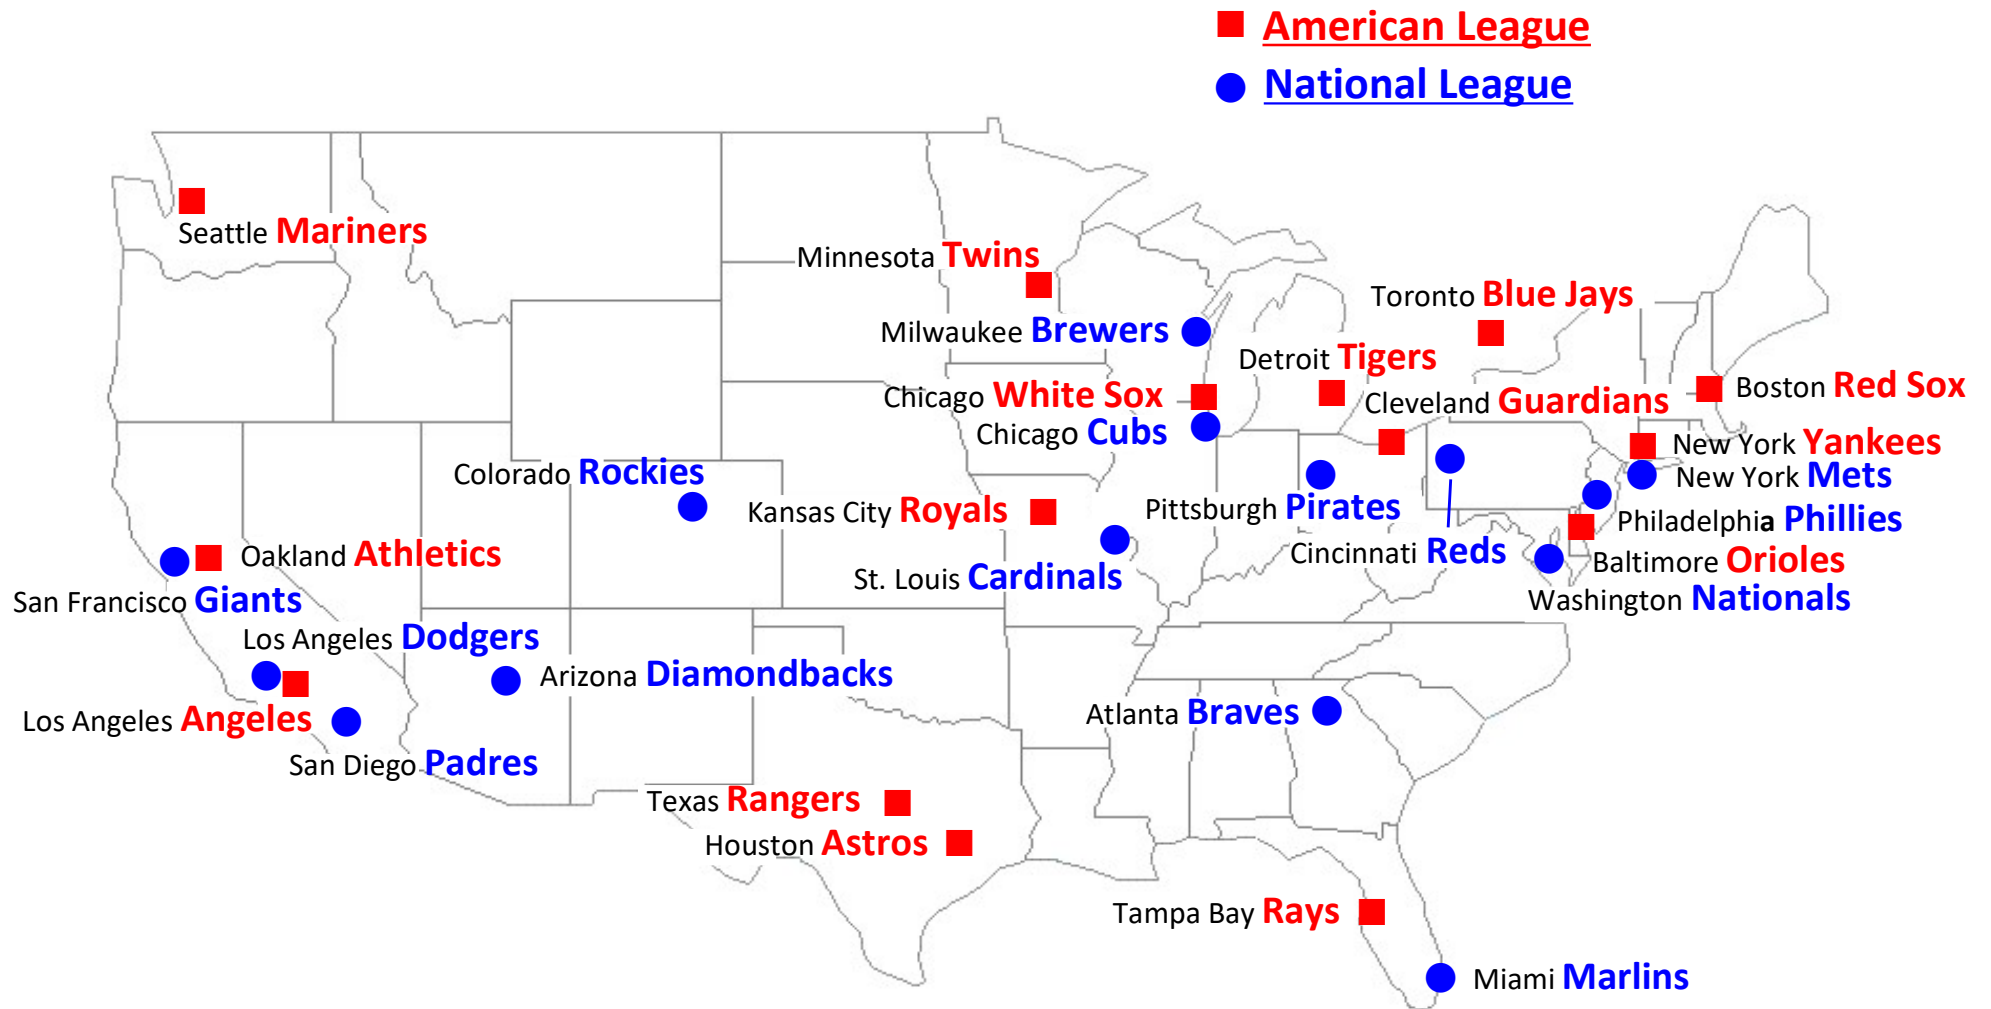 American League
National League
Seattle Mariners
Minnesota Twins
Toronto Blue Jays
Milwaukee Brewers
Detroit Tigers
Chicago White Sox
Cleveland Guardians
Boston Red Sox
Chicago Cubs
New York Yankees
Colorado Rockies
New York Mets
Kansas City Royals
Pittsburgh Pirates
Philadelphia Phillies
Oakland Athletics
Cincinnati Reds
Baltimore Orioles
St. Louis Cardinals
San Francisco Giants
Washington Nationals
Los Angeles Dodgers
Arizona Diamondbacks
Los Angeles Angeles
Atlanta Braves
San Diego Padres
Texas Rangers
Houston Astros
Tampa Bay Rays
Miami Marlins